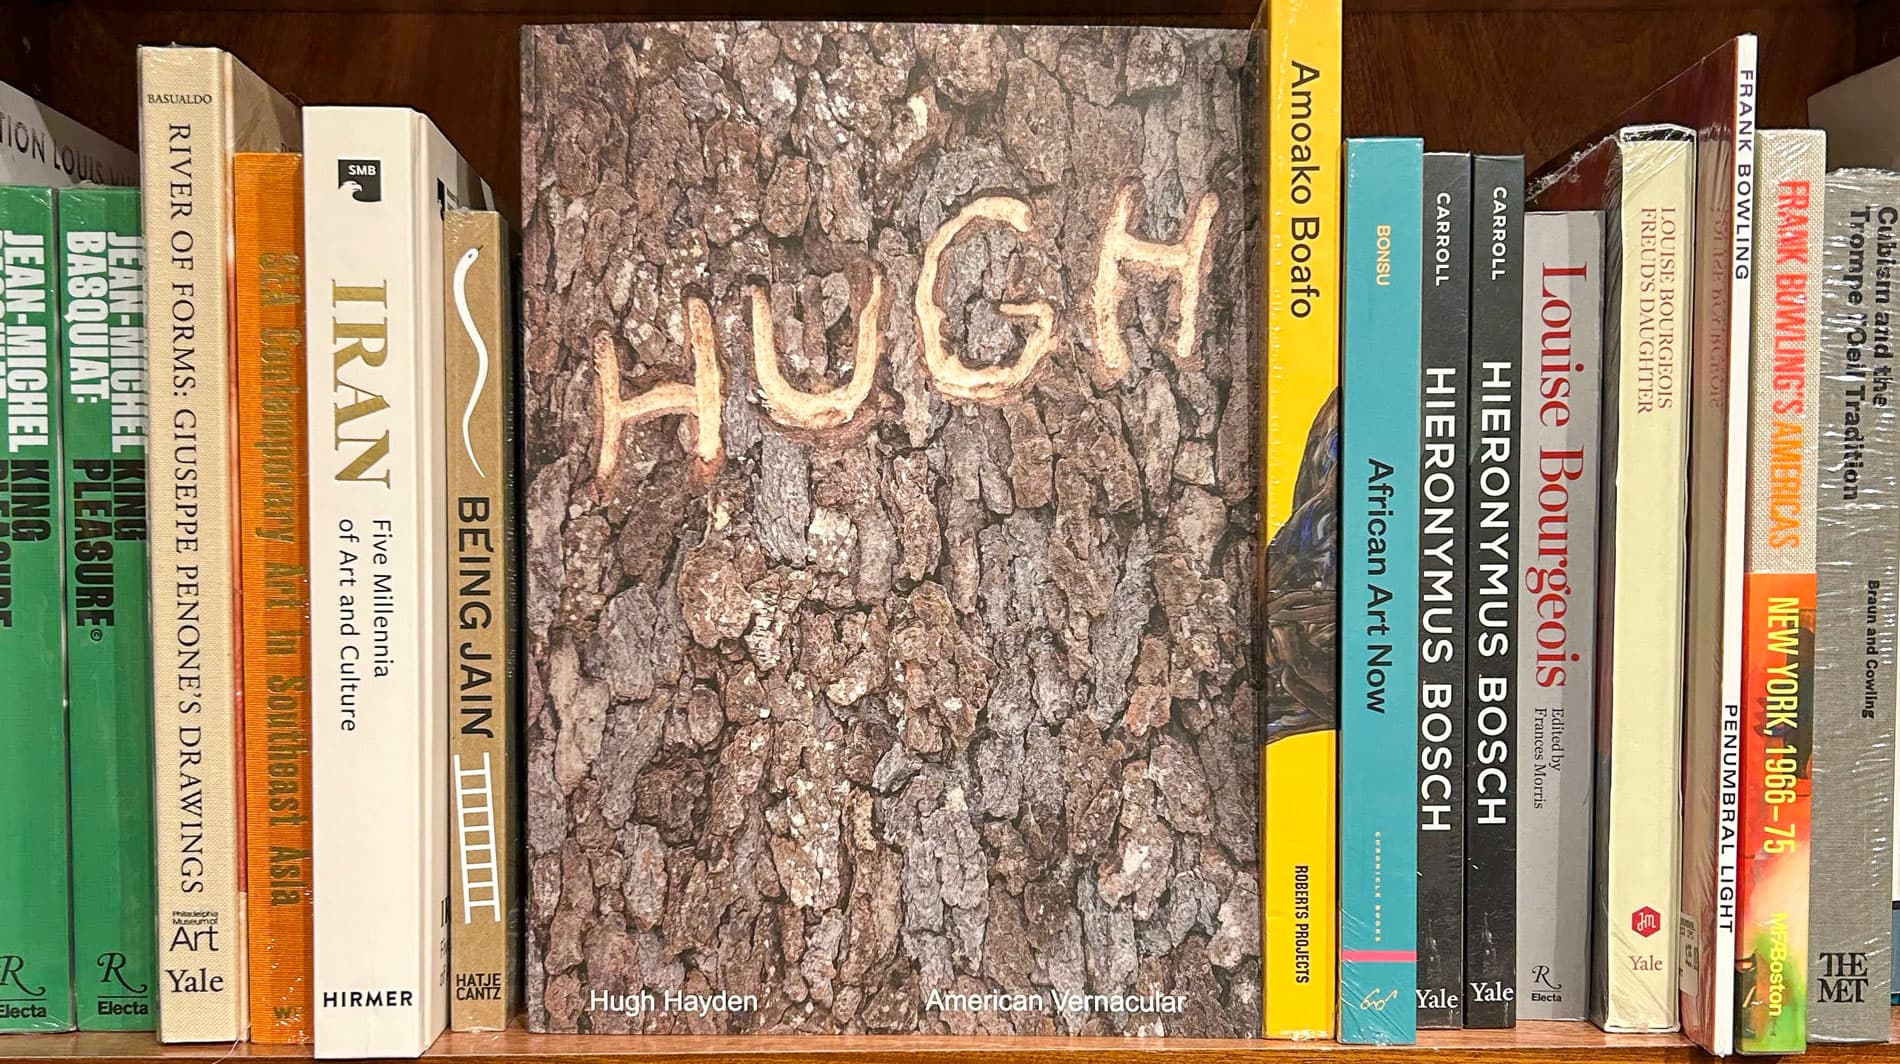 TION LOUIS
JEAN-MICHEL
KING
JEAN-MICHEL
BASQUIAT:
KING
PLEASURE©
R
Electa
R
Electa
BASUALDO
RIVER OF FORMS: GIUSEPPE PENONE'S DRAWINGS
Philadelphia
Museum of
Art
Yale
SEA Contemporary Art in Southeast Asia
W
SMB
IRAN
Five Millennia
of Art and Culture
HIRMER
BEING JAIN
HATJE
CANTZ
HUGH
Hugh Hayden
American Vernacular
Amoako Boafo
ROBERTS PROJECTS
BONSU
African Art Now
CHRONICLE BOOKS
CARROLL
HIERONYMUS BOSCH
Yale
CARROLL
HIERONYMUS BOSCH
Yale
Louise Bourgeois
Edited by
Frances Morris
R
Electa
LOUISE BOURGEOIS
FREUD'S DAUGHTER
JM
Yale
FRANK BOWLING
PENUMBRAL LIGHT
FRANK BOWLING'S AMERICAS
NEW YORK, 1966–75
MFABoston
Cubism and the
Trompe l'Oeil Tradition
Braun and Cowling
THE
MET